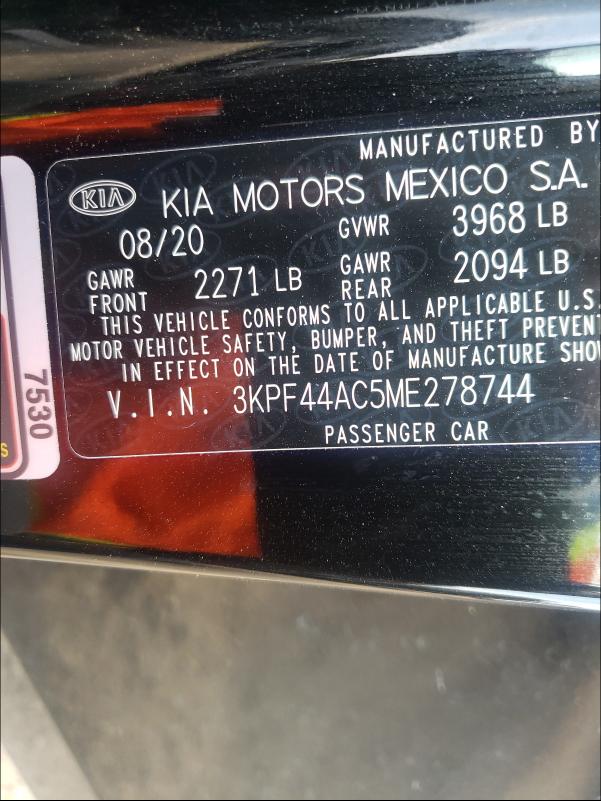 MANUFACTURED BY
KIA KIA MOTORS MEXICO S.A.
08/20 GVWR 3968 LB
GAWR FRONT 2271 LB GAWR REAR 2094 LB
THIS VEHICLE CONFORMS TO ALL APPLICABLE U.S.
MOTOR VEHICLE SAFETY, BUMPER, AND THEFT PREVENT
IN EFFECT ON THE DATE OF MANUFACTURE SHO
V.I.N. 3KPF44AC5ME278744
PASSENGER CAR
7530
S